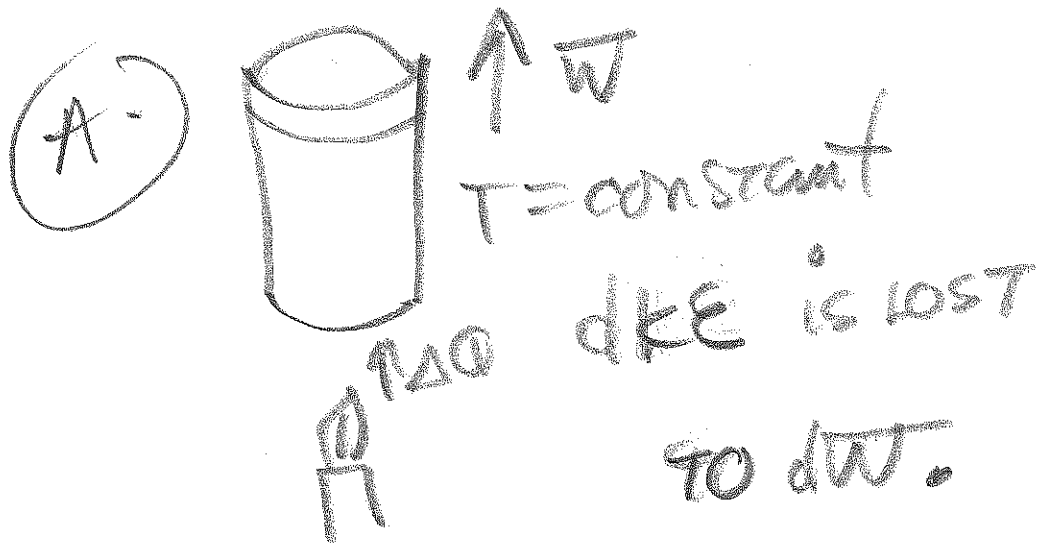 A.
W
T = constant
ΔQ
dKE is LOST
TO dW.